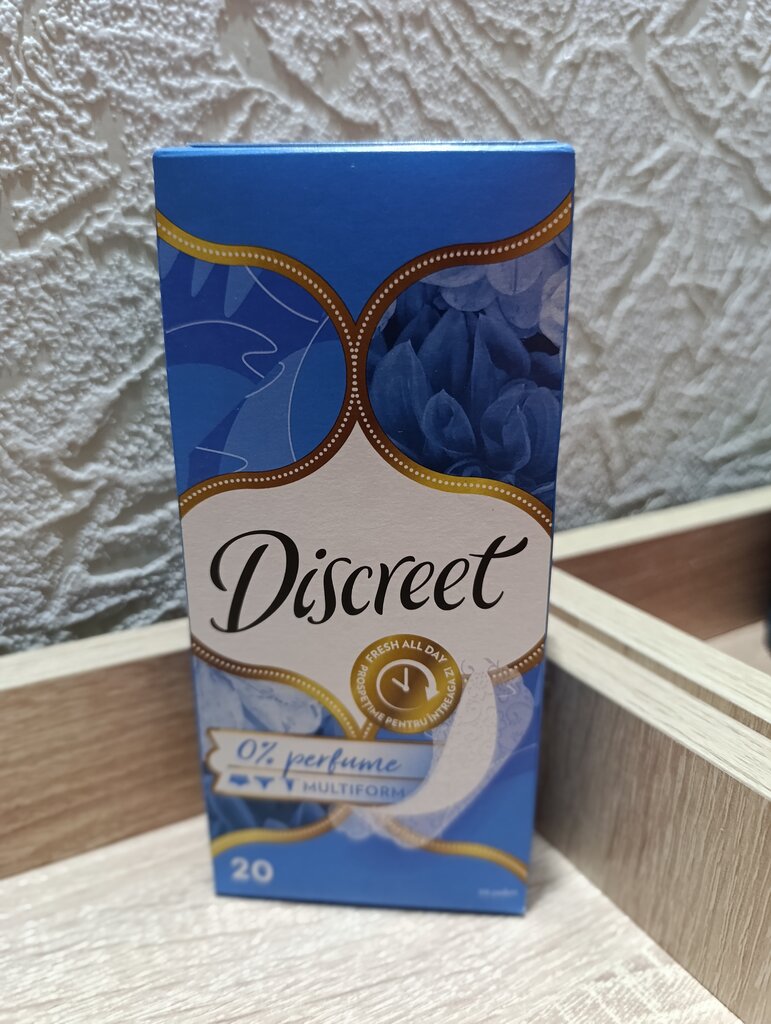 Discreet
FRESH ALL DAY
PROSPEȚIME PENTRU ÎNTREAGA ZI
0% perfume
MULTIFORM
20